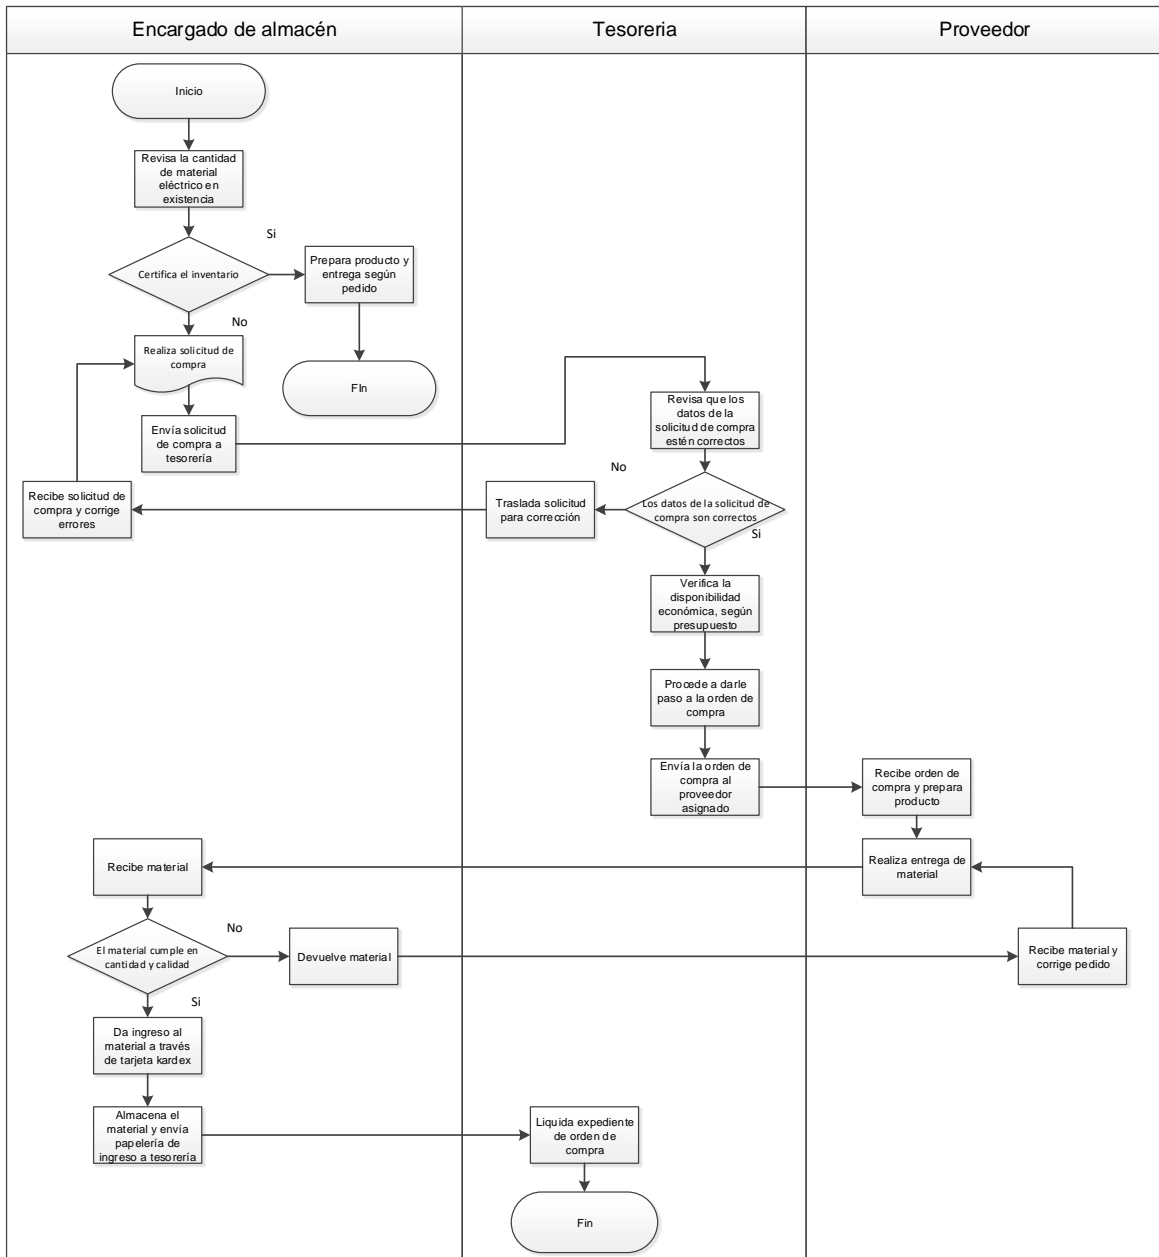 Encargado de almacén
Tesoreria
Proveedor
Inicio
Revisa la cantidad
de material
eléctrico en
existencia
Si
Certifica el inventario
Prepara producto y
entrega según
pedido
No
Realiza solicitud de
compra
FIn
Envía solicitud
de compra a
tesorería
Revisa que los
datos de la
solicitud de compra
estén correctos
No
Recibe solicitud de
compra y corrige
errores
Traslada solicitud
para corrección
Los datos de la solicitud de
compra son correctos
Si
Verifica la
disponibilidad
económica, según
presupuesto
Procede a darle
paso a la orden de
compra
Envía la orden de
compra al
proveedor
asignado
Recibe orden de
compra y prepara
producto
Recibe material
Realiza entrega de
material
No
El material cumple en
cantidad y calidad
Devuelve material
Recibe material y
corrige pedido
Si
Da ingreso al
material a través
de tarjeta kardex
Almacena el
material y envía
papelería de
ingreso a tesorería
Liquida expediente
de orden de
compra
Fin